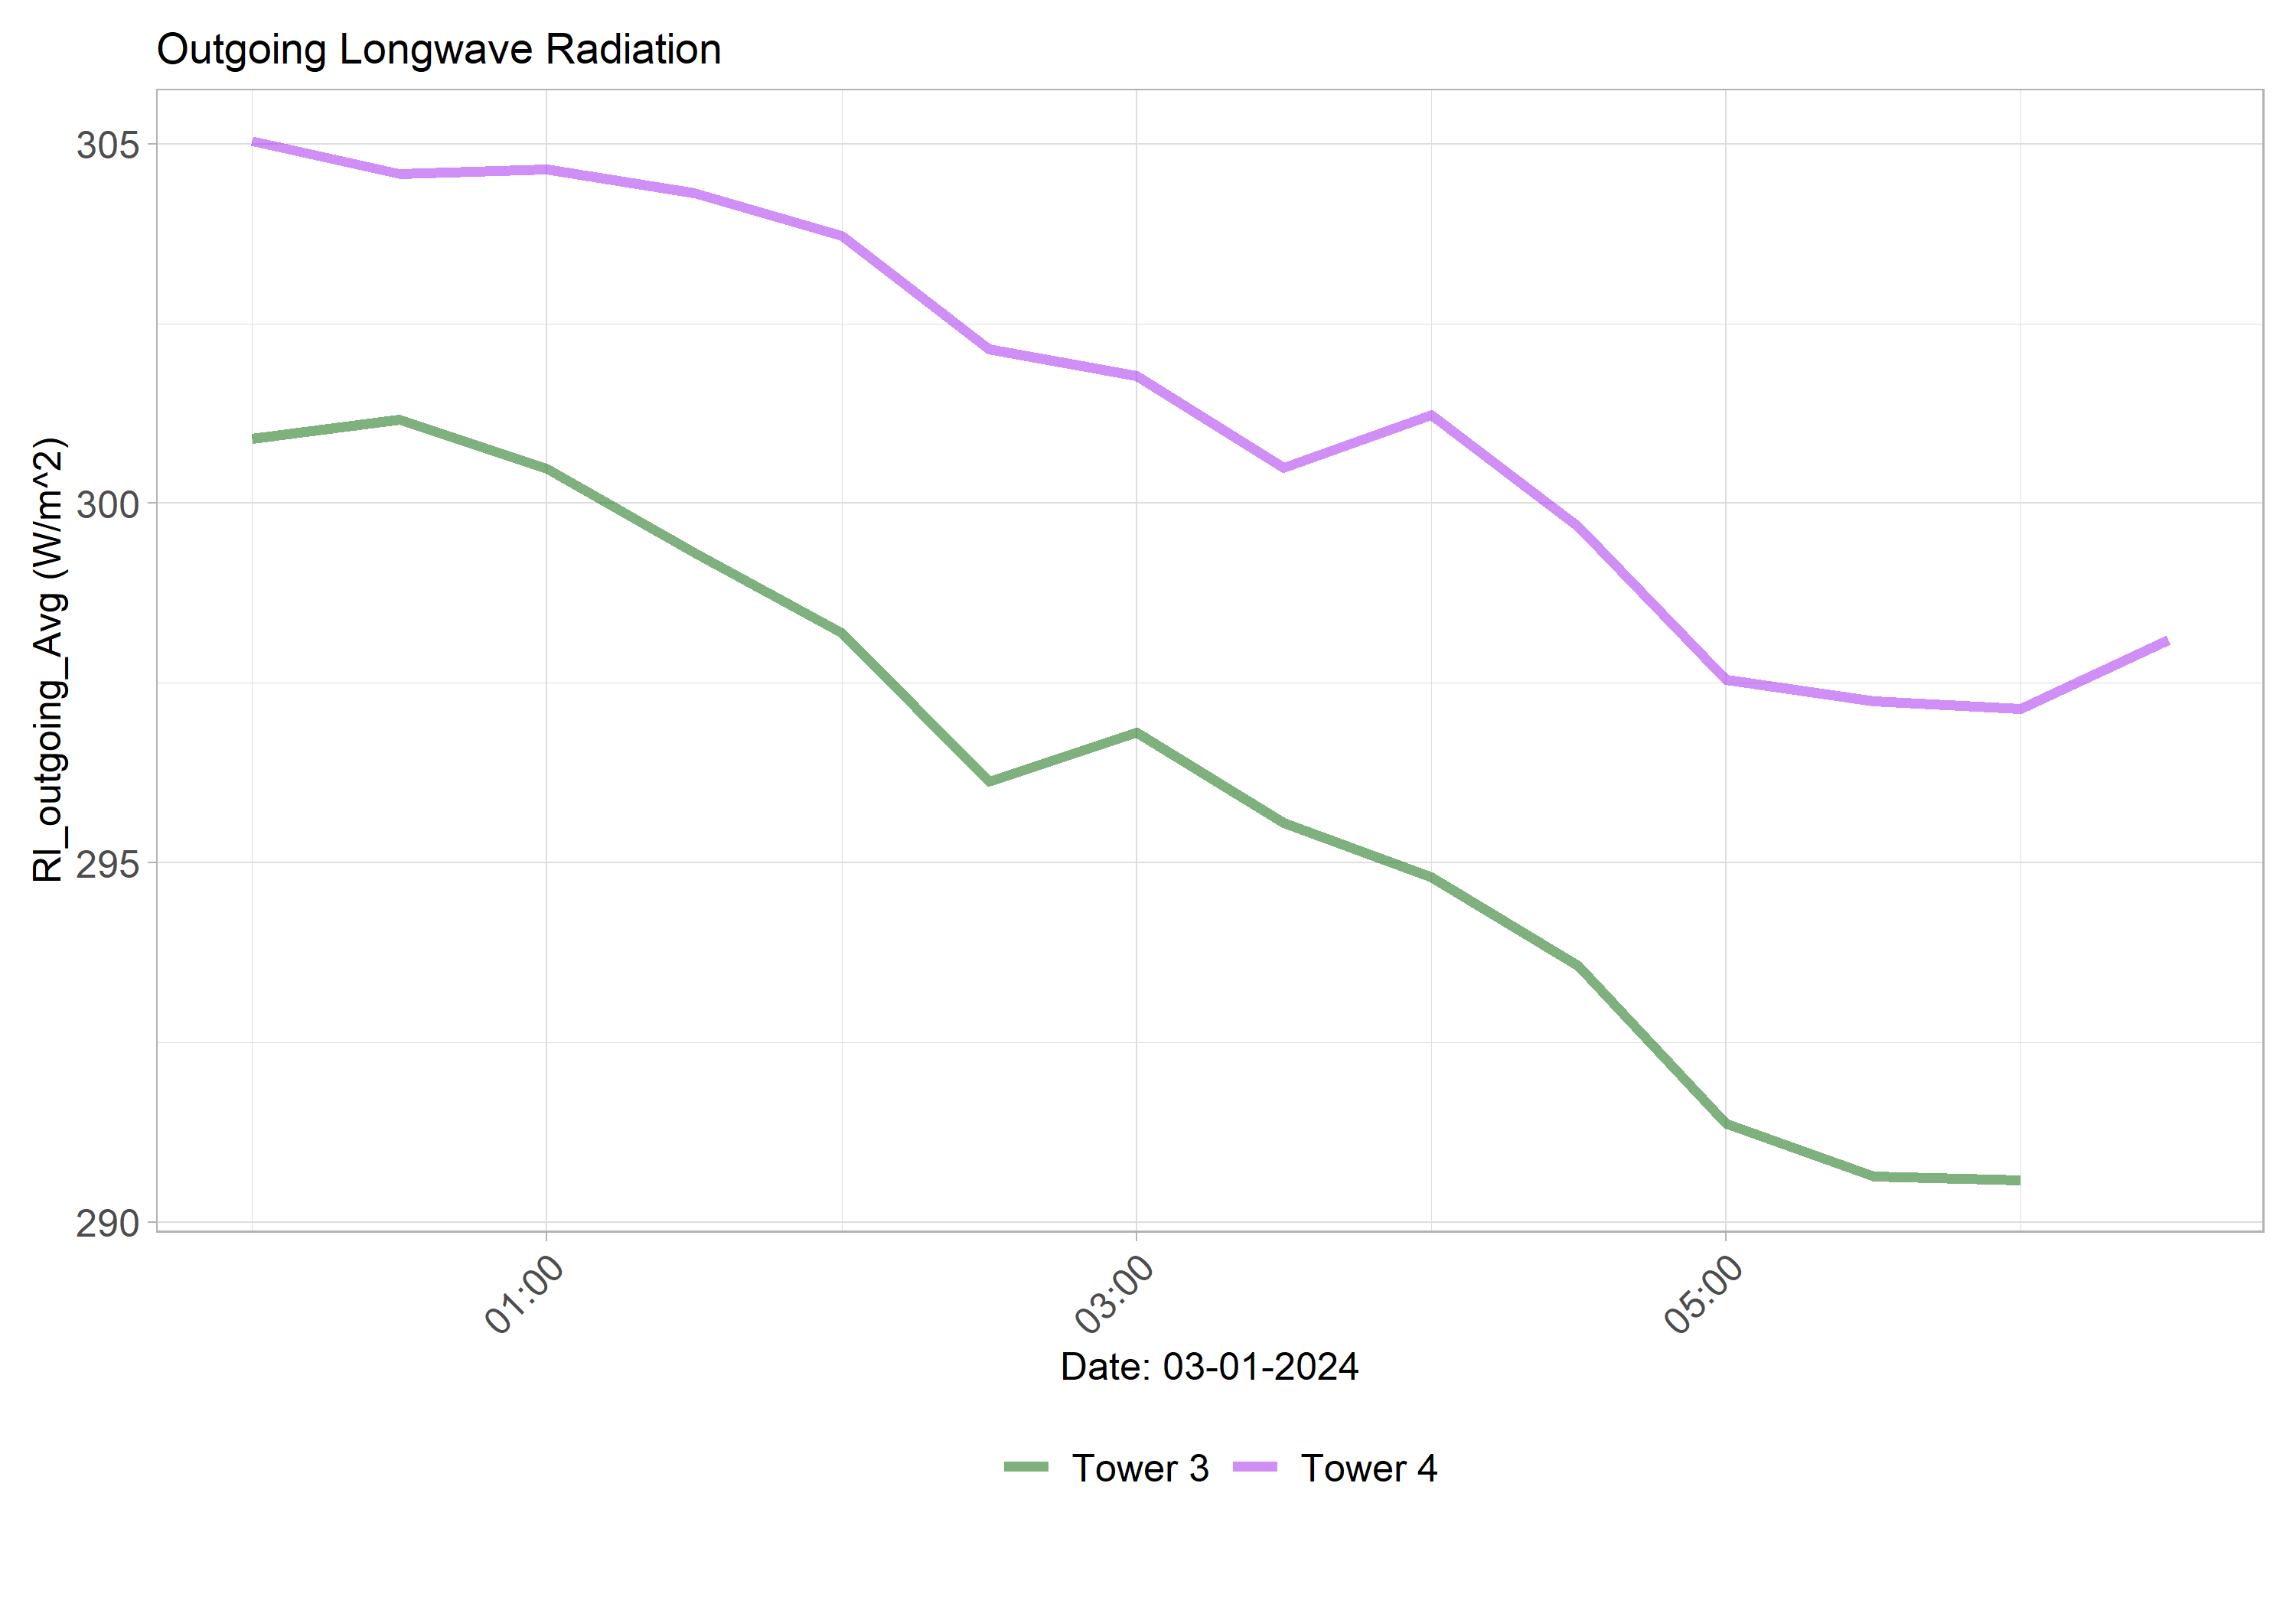 Outgoing Longwave Radiation
RI_outgoing_Avg (W/m^2)
305
300
295
290
01:00 03:00 05:00
Date: 03-01-2024
Tower 3 Tower 4